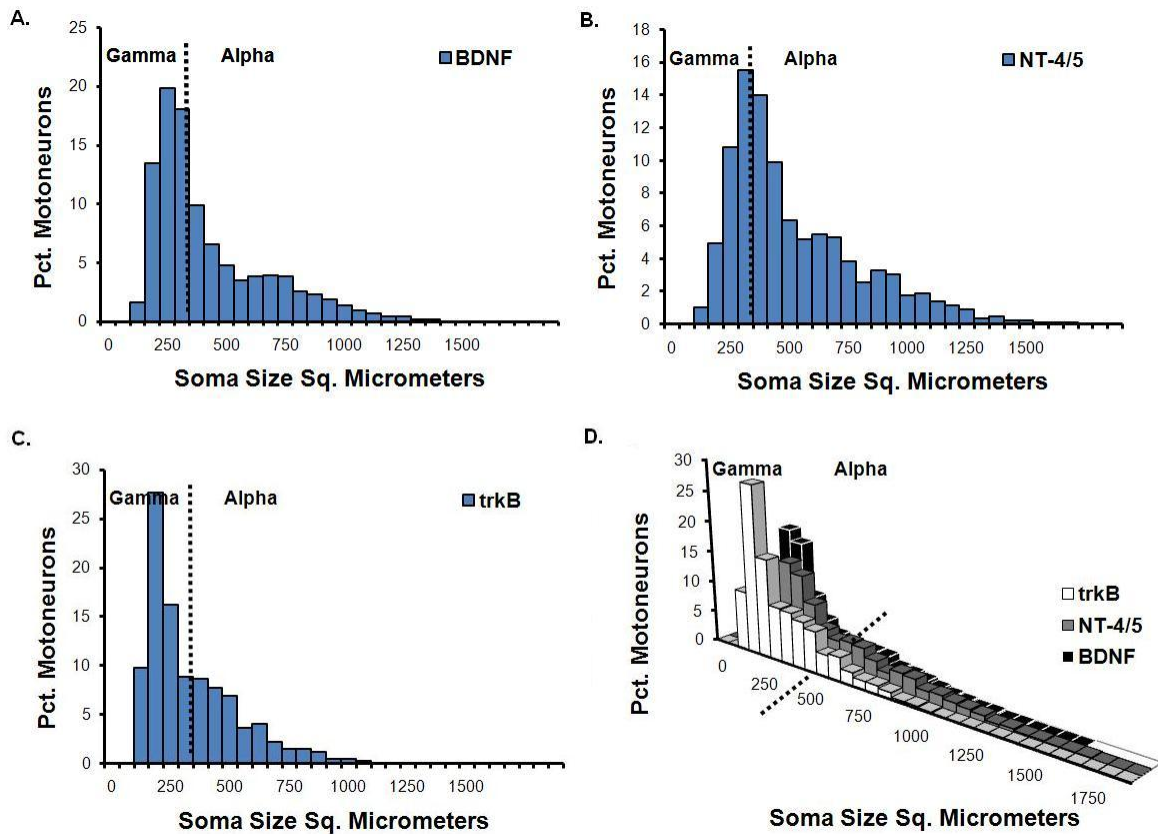 A.
25
20
15
10
5
0
Pct. Motoneurons
Gamma Alpha
BDNF
0 250 500 750 1000 1250 1500
Soma Size Sq. Micrometers
B.
18
16
14
12
10
8
6
4
2
0
Pct. Motoneurons
Gamma Alpha
NT-4/5
0 250 500 750 1000 1250 1500
Soma Size Sq. Micrometers
C.
30
25
20
15
10
5
0
Pct. Motoneurons
Gamma Alpha
trkB
0 250 500 750 1000 1250 1500
Soma Size Sq. Micrometers
D.
30
25
20
15
10
5
0
Pct. Motoneurons
Gamma Alpha
trkB
NT-4/5
BDNF
0 250 500 750 1000 1250 1500 1750
Soma Size Sq. Micrometers